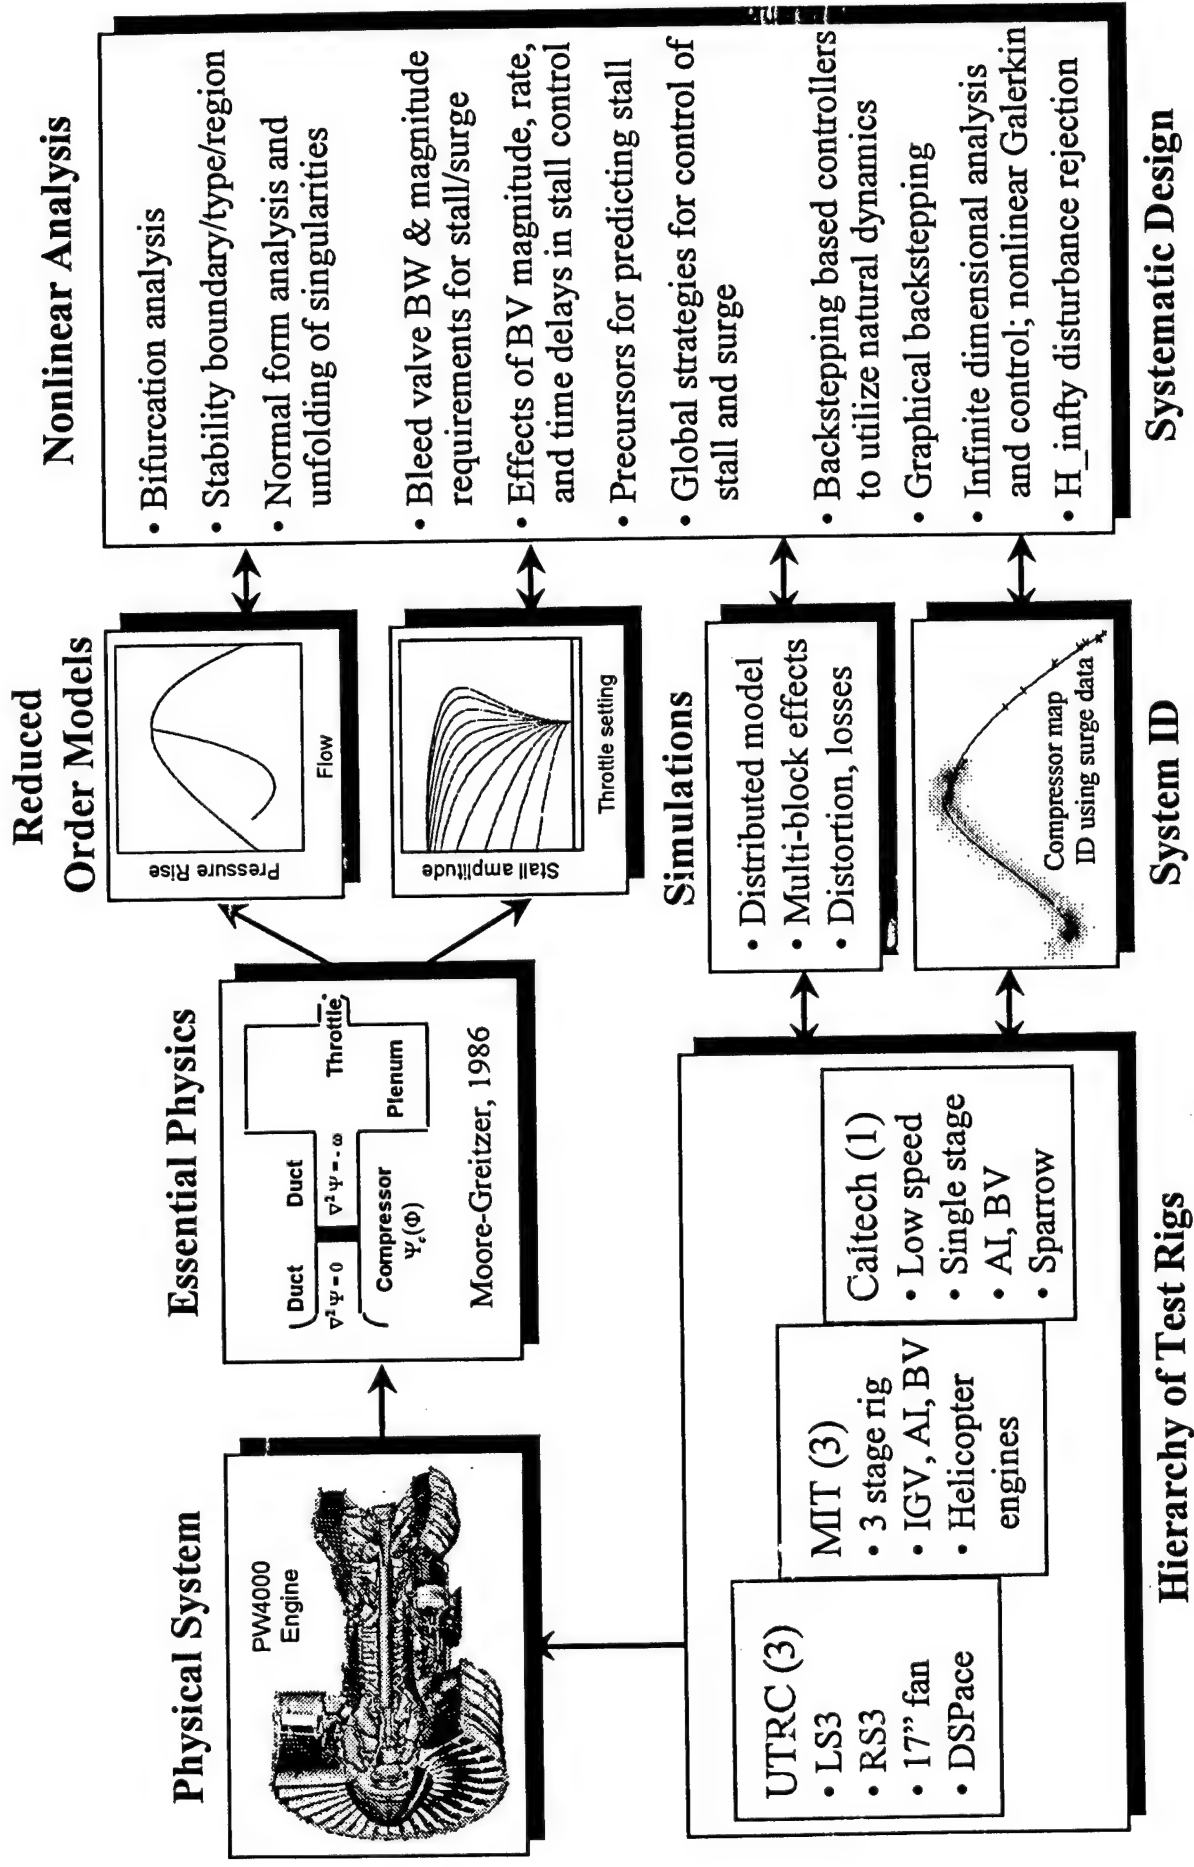 Physical System
PW4000
Engine
Essential Physics
Duct
Duct
∇²Ψ=0
∇²Ψ=-ω
Throttle
Compressor
Ψc(Φ)
Plenum
Moore-Greitzer, 1986
Reduced
Order Models
Pressure Rise
Flow
Stall amplitude
Throttle setting
Nonlinear Analysis
• Bifurcation analysis
• Stability boundary/type/region
• Normal form analysis and
unfolding of singularities
• Bleed valve BW & magnitude
requirements for stall/surge
• Effects of BV magnitude, rate,
and time delays in stall control
• Precursors for predicting stall
• Global strategies for control of
stall and surge
• Backstepping based controllers
to utilize natural dynamics
• Graphical backstepping
• Infinite dimensional analysis
and control; nonlinear Galerkin
• H_infty disturbance rejection
Systematic Design
Simulations
• Distributed model
• Multi-block effects
• Distortion, losses
Compressor map
ID using surge data
System ID
UTRC (3)
• LS3
• RS3
• 17” fan
• DSPace
MIT (3)
• 3 stage rig
• IGV, AI, BV
• Helicopter
engines
Caltech (1)
• Low speed
• Single stage
• AI, BV
• Sparrow
Hierarchy of Test Rigs